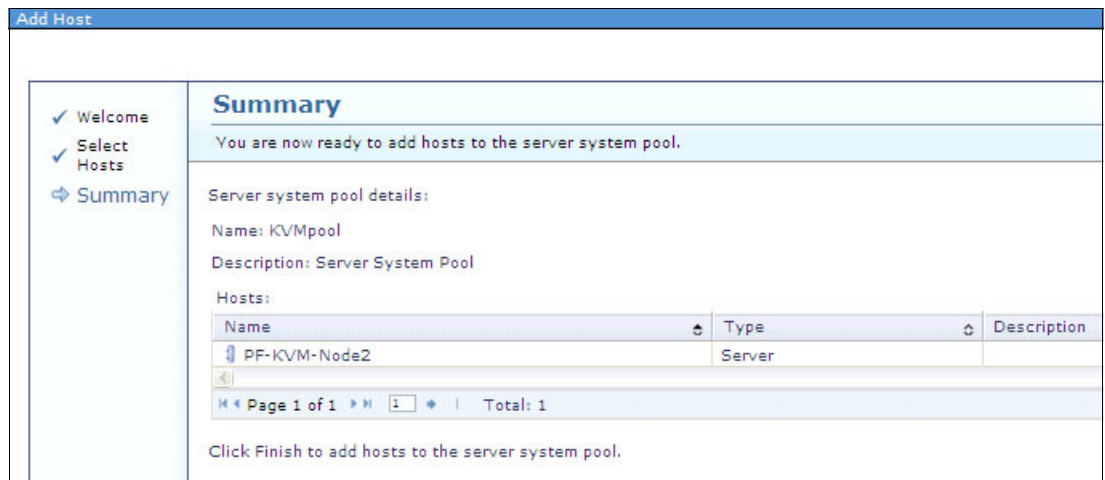 Add Host
Welcome
Select
Hosts
Summary
Summary
You are now ready to add hosts to the server system pool.
Server system pool details:
Name: KVMpool
Description: Server System Pool
Hosts:
Name Type Description
PF-KVM-Node2 Server
Page 1 of 1 1 Total: 1
Click Finish to add hosts to the server system pool.